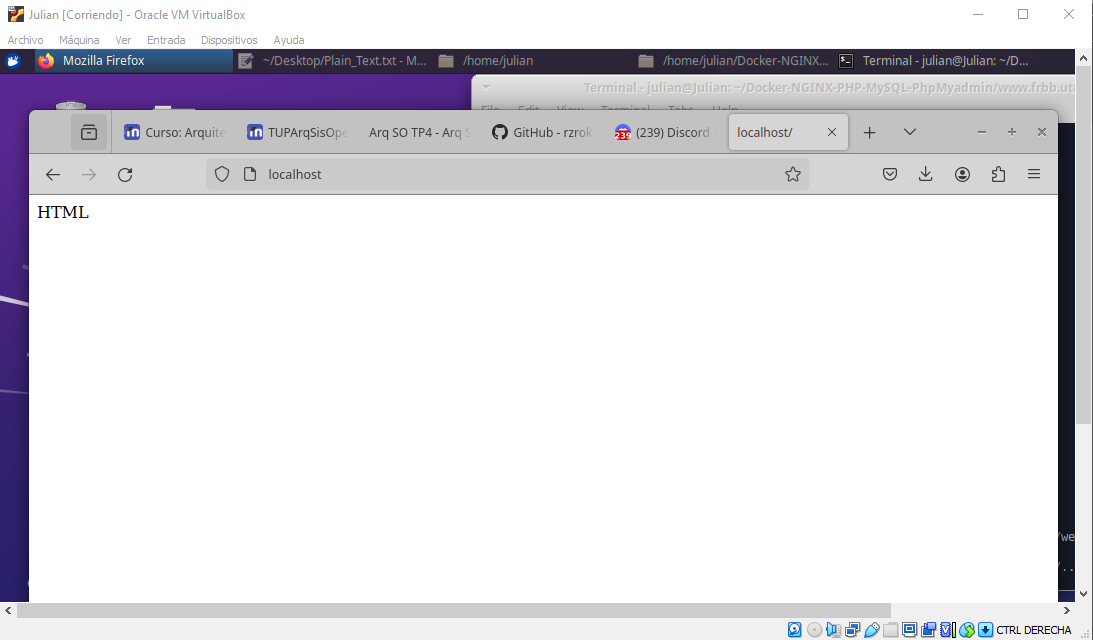 Julian [Corriendo] - Oracle VM VirtualBox
Archivo Máquina Ver Entrada Dispositivos Ayuda
Mozilla Firefox ~/Desktop/Plain_Text.txt - M... /home/julian /home/julian/Docker-NGINX... Terminal - julian@Julian: ~/D...
Terminal - julian@Julian: ~/Docker-NGINX-PHP-MySQL-PhpMyadmin/www.frbb.ut
File Edit View Terminal Tabs Help
Curso: Arquite TUPArqSisOpe Arq SO TP4 - Arq S GitHub - rzrok (239) Discord localhost/
239
localhost
HTML
/we
/..
CTRL DERECHA